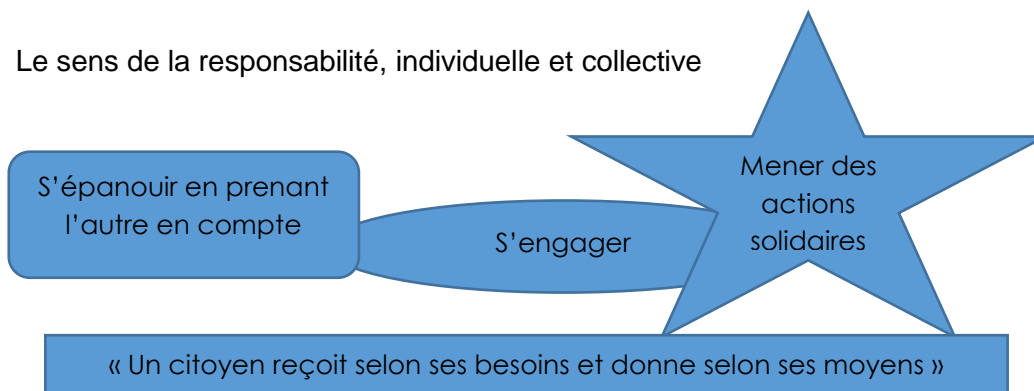 Le sens de la responsabilité, individuelle et collective
S'épanouir en prenant
l'autre en compte
S'engager
Mener des
actions
solidaires
« Un citoyen reçoit selon ses besoins et donne selon ses moyens »